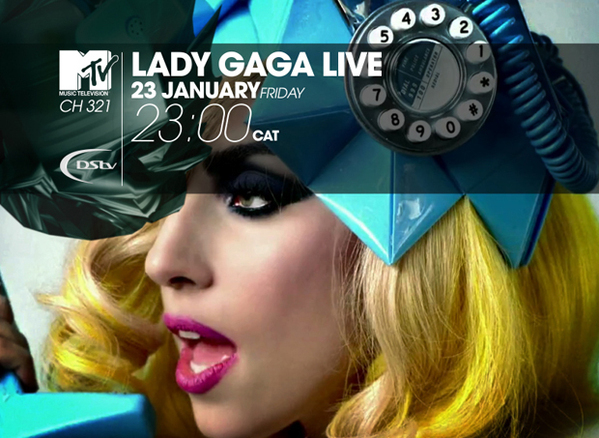 MTV
MUSIC TELEVISION
CH 321
DStv
LADY GAGA LIVE
23 JANUARY FRIDAY
23:00 CAT
1
2
3
4
5
7
8
9
0
#
*